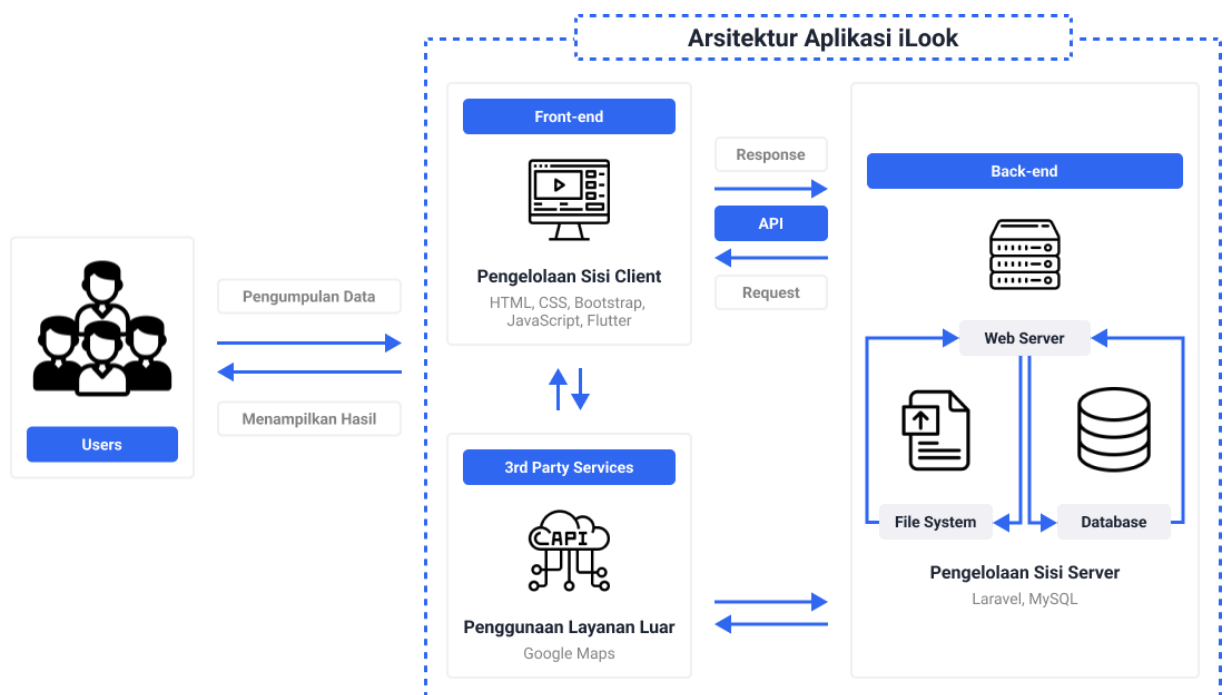 Arsitektur Aplikasi iLook
Front-end
Pengelolaan Sisi Client
HTML, CSS, Bootstrap,
JavaScript, Flutter
Response
API
Request
Back-end
Web Server
File System
Database
Pengelolaan Sisi Server
Laravel, MySQL
Pengumpulan Data
Menampilkan Hasil
Users
3rd Party Services
API
Penggunaan Layanan Luar
Google Maps